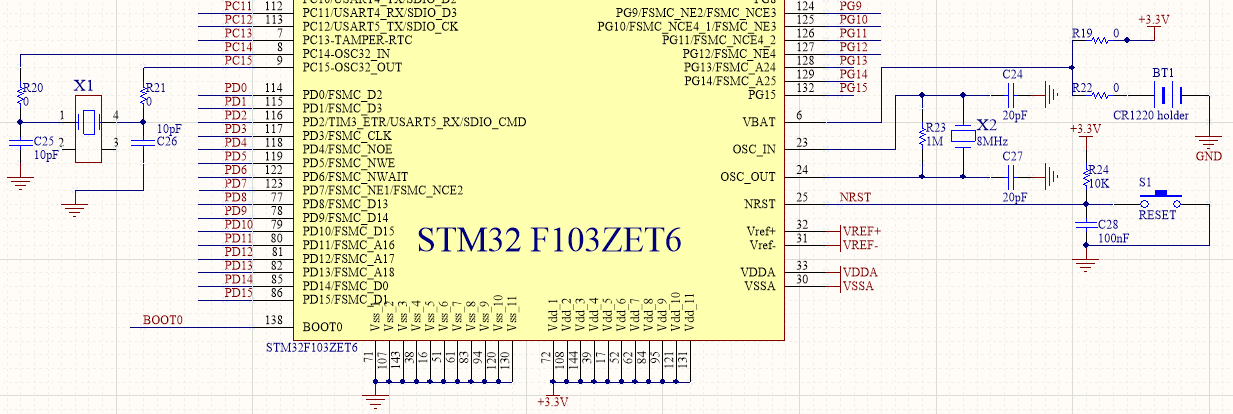 PC10/USART4_TX/SDIO_D2
PC11 112 PC11/USART4_RX/SDIO_D3
PC12 113 PC12/USART5_TX/SDIO_CK
PC13 7 PC13-TAMPER-RTC
PC14 8 PC14-OSC32_IN
PC15 9 PC15-OSC32_OUT
PD0 114 PD0/FSMC_D2
PD1 115 PD1/FSMC_D3
PD2 116 PD2/TIM3_ETR/USART5_RX/SDIO_CMD
PD3 117 PD3/FSMC_CLK
PD4 118 PD4/FSMC_NOE
PD5 119 PD5/FSMC_NWE
PD6 122 PD6/FSMC_NWAIT
PD7 123 PD7/FSMC_NE1/FSMC_NCE2
PD8 77 PD8/FSMC_D13
PD9 78 PD9/FSMC_D14
PD10 79 PD10/FSMC_D15
PD11 80 PD11/FSMC_A16
PD12 81 PD12/FSMC_A17
PD13 82 PD13/FSMC_A18
PD14 85 PD14/FSMC_D0
PD15 86 PD15/FSMC_D1
BOOT0 138 BOOT0
STM32F103ZET6
R20
0
X1
R21
0
1 4
2 3
C25
10pF
10pF
C26
STM32 F103ZET6
PG8
PG9/FSMC_NE2/FSMC_NCE3 124 PG9
PG10/FSMC_NCE4_1/FSMC_NE3 125 PG10
PG11/FSMC_NCE4_2 126 PG11
PG12/FSMC_NE4 127 PG12
PG13/FSMC_A24 128 PG13
PG14/FSMC_A25 129 PG14
PG15 132 PG15
VBAT 6
OSC_IN 23
OSC_OUT 24
NRST 25 NRST
Vref+ 32 VREF+
Vref- 31 VREF-
VDDA 33 VDDA
VSSA 30 VSSA
Vss_1 Vss_2 Vss_3 Vss_4 Vss_5 Vss_6 Vss_7 Vss_8 Vss_9 Vss_10 Vss_11
71 107 143 38 16 51 61 83 94 120 130
Vdd_1 Vdd_2 Vdd_3 Vdd_4 Vdd_5 Vdd_6 Vdd_7 Vdd_8 Vdd_9 Vdd_10 Vdd_11
72 108 144 39 17 52 62 84 95 121 131
+3.3V
R19 0
+3.3V
R22 0
BT1
CR1220 holder
GND
C24
20pF
R23
1M
X2
8MHz
C27
20pF
+3.3V
R24
10K
S1
RESET
C28
100nF